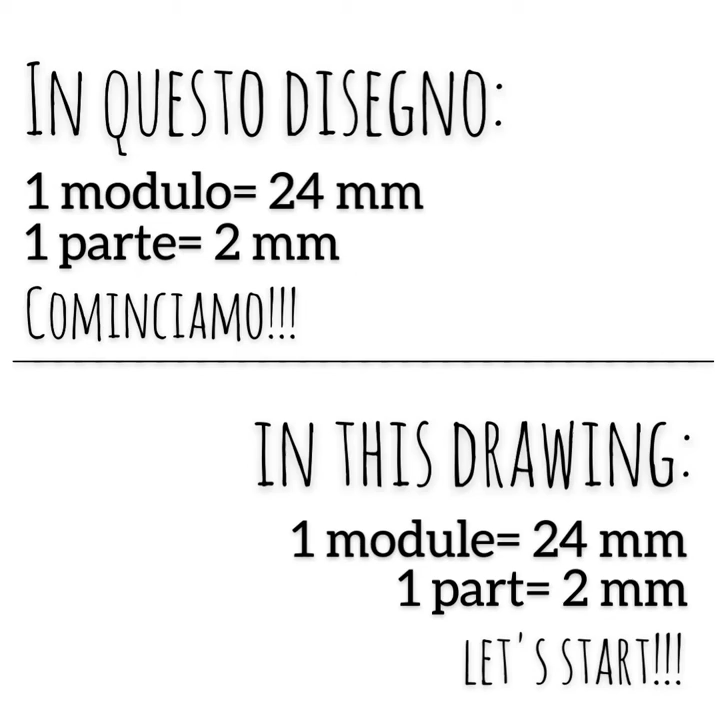 In questo disegno:
1 modulo= 24 mm
1 parte= 2 mm
Cominciamo!!!
in this drawing:
1 module= 24 mm
1 part= 2 mm
let's start!!!